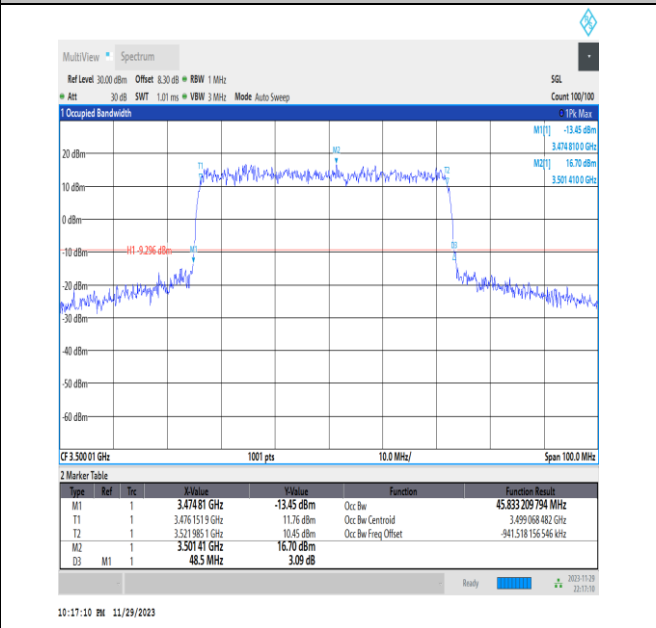 MultiView Spectrum
Ref Level 30.00 dBm Offset 8.30 dB RBW 1 MHz SGL
Att 30 dB SWT 1.01 ms VBW 3 MHz Mode Auto Sweep Count 100/100
1 Occupied Bandwidth 1Pk Max
M1[1] -13.45 dBm
3.474 810 0 GHz
M2[1] 16.70 dBm
3.501 410 0 GHz
M2
20 dBm
T1 T2
10 dBm
0 dBm
-10 dBm H1 -9.296 dBm M1 D3
-20 dBm
-30 dBm
-40 dBm
-50 dBm
-60 dBm
CF 3.500 01 GHz 1001 pts 10.0 MHz/ Span 100.0 MHz
2 Marker Table
Type Ref Trc X-Value Y-Value Function Function Result
M1 1 3.474 81 GHz -13.45 dBm Occ Bw 45.833 209 794 MHz
T1 1 3.476 151 9 GHz 11.76 dBm Occ Bw Centroid 3.499 068 482 GHz
T2 1 3.521 985 1 GHz 10.45 dBm Occ Bw Freq Offset -941.518 156 546 kHz
M2 1 3.501 41 GHz 16.70 dBm
D3 M1 1 48.5 MHz 3.09 dB
Ready 2023-11-29
22:17:10
10:17:10 PM 11/29/2023